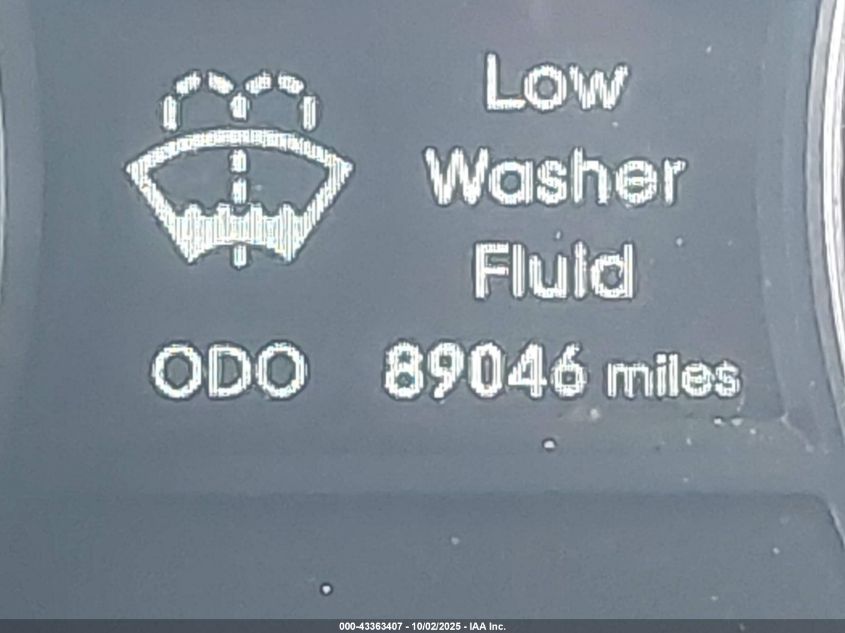 Low
Washer
Fluid
ODO 89046 miles
000-43363407 - 10/02/2025 - IAA Inc.